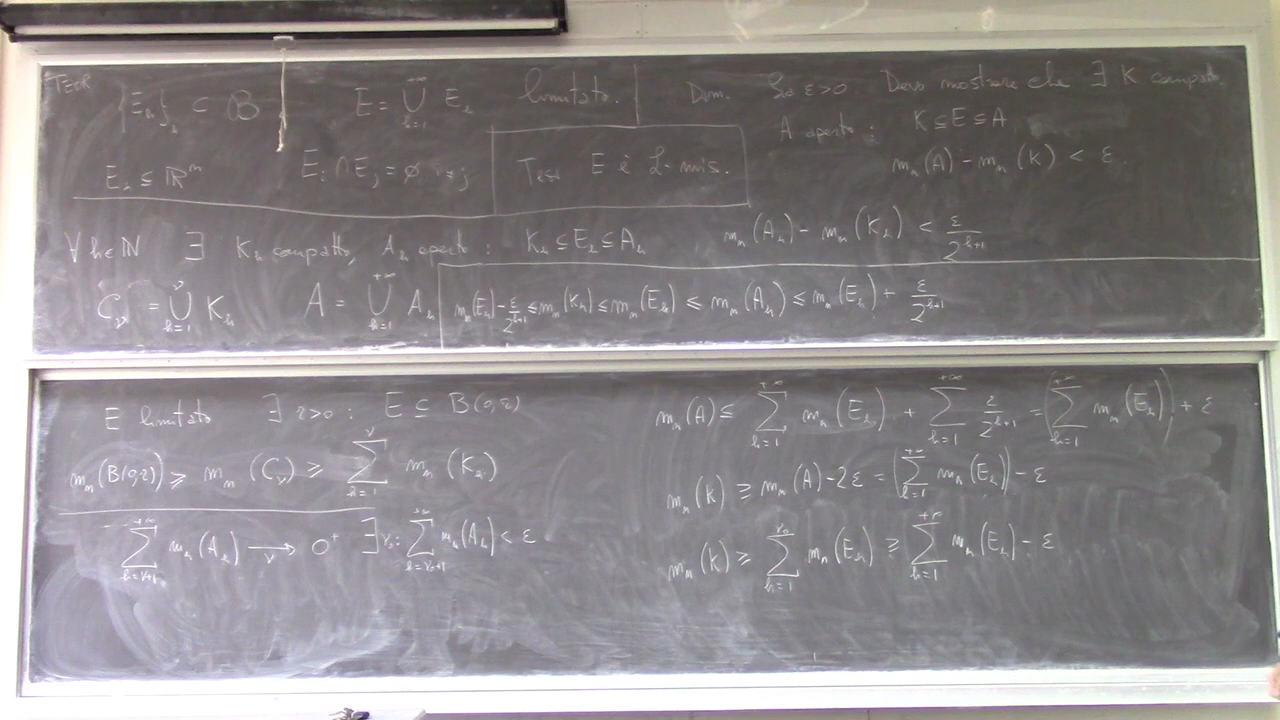 TEOR
{E_h}_h ⊂ B    E = ⋃_{h=1}^{+∞} E_h    limitato.
E_h ⊆ ℝ^n    E_i ∩ E_j = ∅ i≠j
Tesi E è L-mis.
Dim. Sia ε>0 Devo mostrare che ∃ K compatto,
A aperto : K ⊆ E ⊆ A
m_n(A) - m_n(K) < ε.
∀ h∈ℕ ∃ K_h compatto, A_h aperto : K_h ⊆ E_h ⊆ A_h    m_n(A_h) - m_n(K_h) < ε/2^{h+1}
C_ν = ⋃_{h=1}^{ν} K_h    A = ⋃_{h=1}^{+∞} A_h
m_n(E_h) - ε/2^{h+1} ≤ m_n(K_h) ≤ m_n(E_h) ≤ m_n(A_h) ≤ m_n(E_h) + ε/2^{h+1}
E limitato ∃ r>0 : E ⊆ B(0,r)
m_n(B(0,r)) ≥ m_n(C_ν) ≥ ∑_{h=1}^{ν} m_n(K_h)
∑_{h=ν+1}^{+∞} m_n(A_h) ⟶_ν 0⁺    ∃ ν_0 : ∑_{h=ν_0+1}^{+∞} m_n(A_h) < ε
m_n(A) ≤ ∑_{h=1}^{+∞} m_n(E_h) + ∑_{h=1}^{+∞} ε/2^{h+1} = (∑_{h=1}^{+∞} m_n(E_h)) + ε
m_n(K) ≥ m_n(A) - 2ε = (∑_{h=1}^{+∞} m_n(E_h)) - ε
m_n(K) ≥ ∑_{h=1}^{ν_0} m_n(E_h) ≥ ∑_{h=1}^{+∞} m_n(E_h) - ε